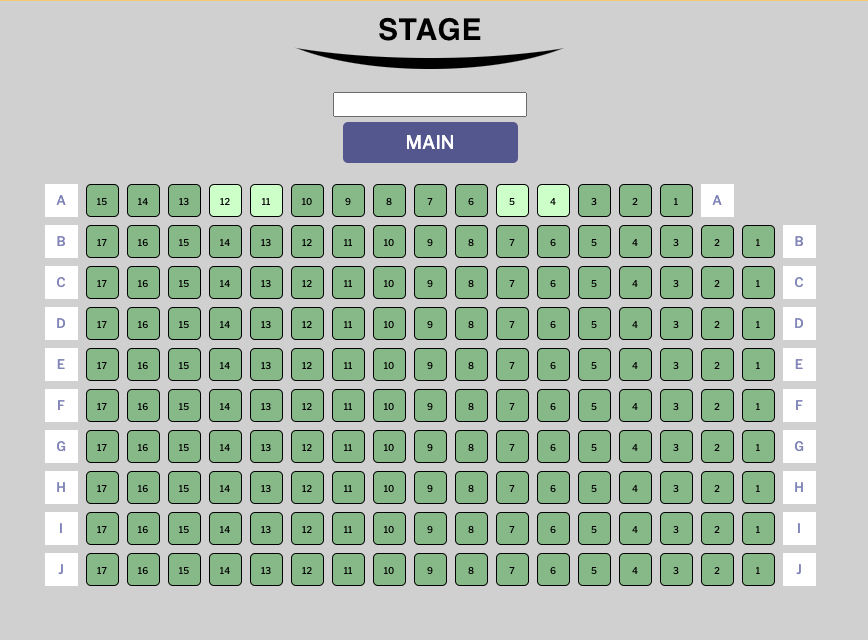 STAGE
MAIN
A 15 14 13 12 11 10 9 8 7 6 5 4 3 2 1 A
B 17 16 15 14 13 12 11 10 9 8 7 6 5 4 3 2 1 B
C 17 16 15 14 13 12 11 10 9 8 7 6 5 4 3 2 1 C
D 17 16 15 14 13 12 11 10 9 8 7 6 5 4 3 2 1 D
E 17 16 15 14 13 12 11 10 9 8 7 6 5 4 3 2 1 E
F 17 16 15 14 13 12 11 10 9 8 7 6 5 4 3 2 1 F
G 17 16 15 14 13 12 11 10 9 8 7 6 5 4 3 2 1 G
H 17 16 15 14 13 12 11 10 9 8 7 6 5 4 3 2 1 H
I 17 16 15 14 13 12 11 10 9 8 7 6 5 4 3 2 1 I
J 17 16 15 14 13 12 11 10 9 8 7 6 5 4 3 2 1 J